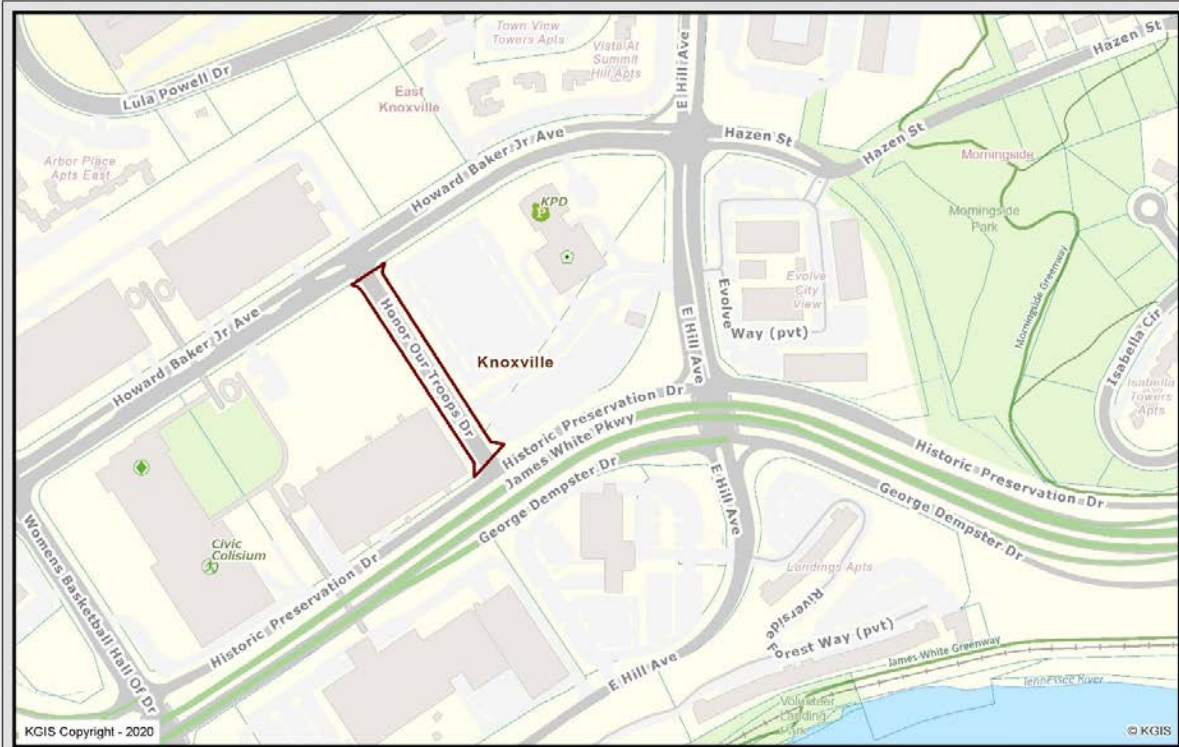 Town View
Towers Apts
Vista At
Summit
Hill Apts
E Hill Ave
Hazen St
Lula Powell Dr
East
Knoxville
Howard Baker Jr Ave
Hazen St
Hazen St
Morningside
Arbor Place
Apts East
KPD
P
Morningside
Park
Evolve
City
View
Evolve
Way (pvt)
Morningside Greenway
Isabella Cir
Honor Our Troops Dr
E Hill Ave
Knoxville
Howard Baker Jr Ave
Isabella
Towers
Apts
Historic Preservation Dr
James White Pkwy
George Dempster Dr
Historic Preservation Dr
E Hill Ave
George Dempster Dr
Civic
Colisium
Womens Basketball Hall Of Dr
Historic Preservation Dr
Landings Apts
Riverside
Forest Way (pvt)
James White Greenway
E Hill Ave
Tennessee River
Volunteer
Landing
Park
KGIS Copyright - 2020
© KGIS